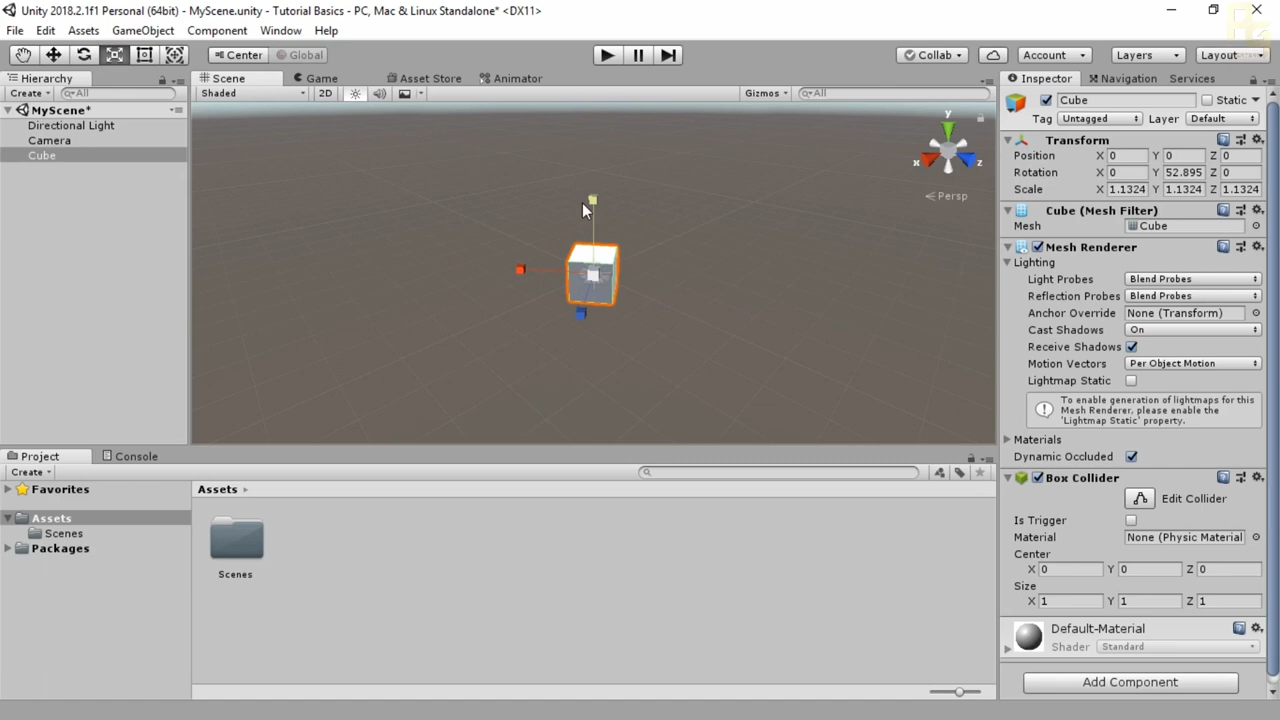 Unity 2018.2.1f1 Personal (64bit) - MyScene.unity - Tutorial Basics - PC, Mac & Linux Standalone* <DX11>
File Edit Assets GameObject Component Window Help
Center Global Collab Account Layers Layout
Hierarchy
Create All
MyScene*
Directional Light
Camera
Cube
Scene Game Asset Store Animator
Shaded 2D Gizmos All
y
x z
Persp
Inspector Navigation Services
Cube Static
Tag Untagged Layer Default
Transform
Position X 0 Y 0 Z 0
Rotation X 0 Y 52.895 Z 0
Scale X 1.1324 Y 1.1324 Z 1.1324
Cube (Mesh Filter)
Mesh Cube
Mesh Renderer
Lighting
Light Probes Blend Probes
Reflection Probes Blend Probes
Anchor Override None (Transform)
Cast Shadows On
Receive Shadows
Motion Vectors Per Object Motion
Lightmap Static
To enable generation of lightmaps for this
Mesh Renderer, please enable the
'Lightmap Static' property.
Materials
Dynamic Occluded
Box Collider
Edit Collider
Is Trigger
Material None (Physic Material
Center
X 0 Y 0 Z 0
Size
X 1 Y 1 Z 1
Default-Material
Shader Standard
Add Component
Project Console
Create
Favorites
Assets
Scenes
Packages
Assets
Scenes